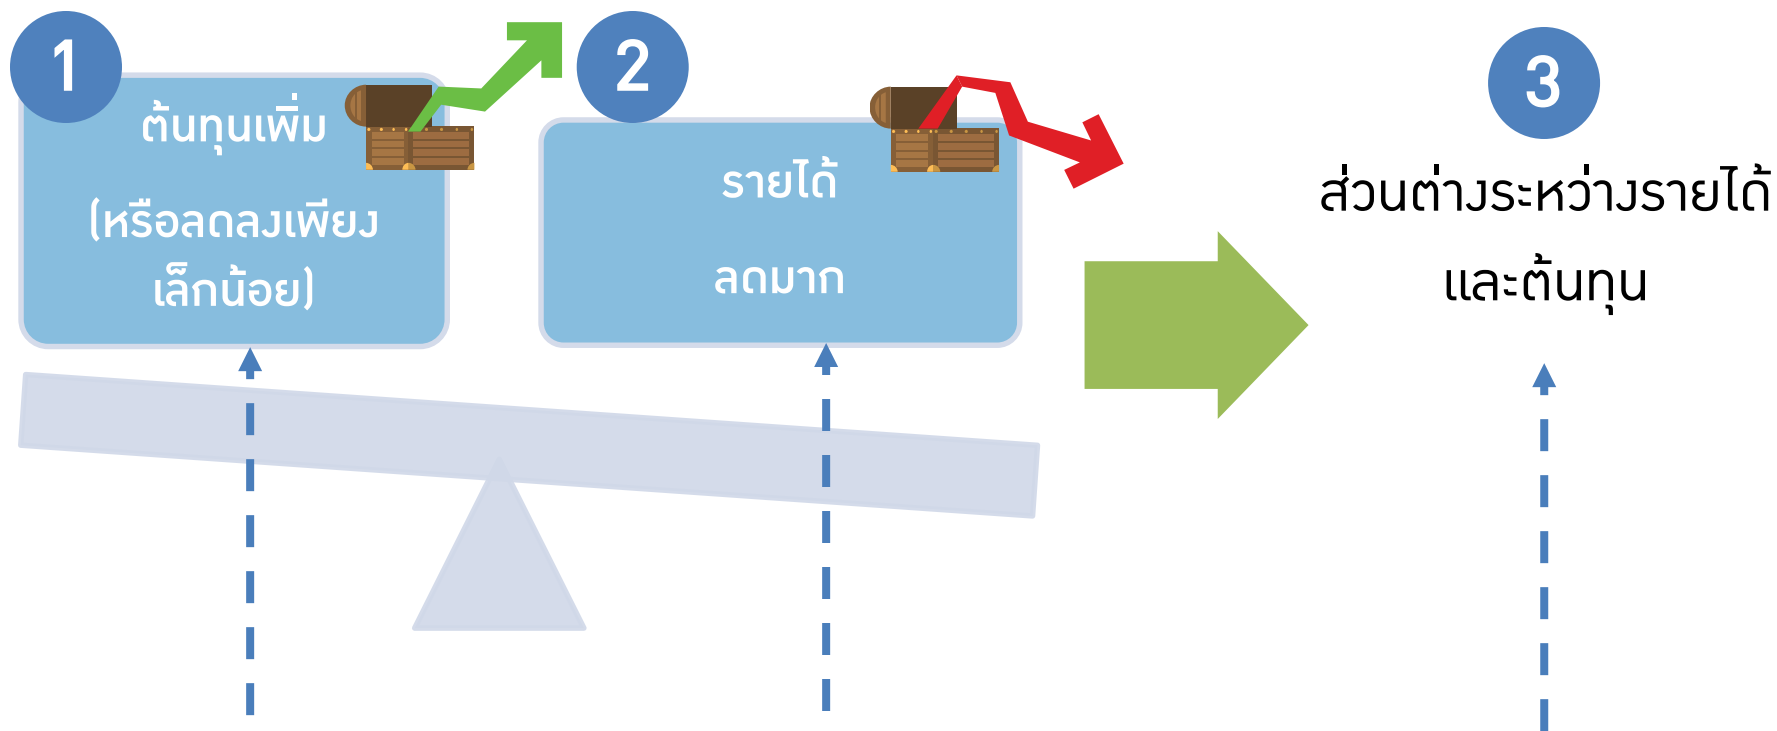 1
ต้นทุนเพิ่ม
(หรือลดลงเพียง
เล็กน้อย)
2
รายได้
ลดมาก
3
ส่วนต่างระหว่างรายได้
และต้นทุน